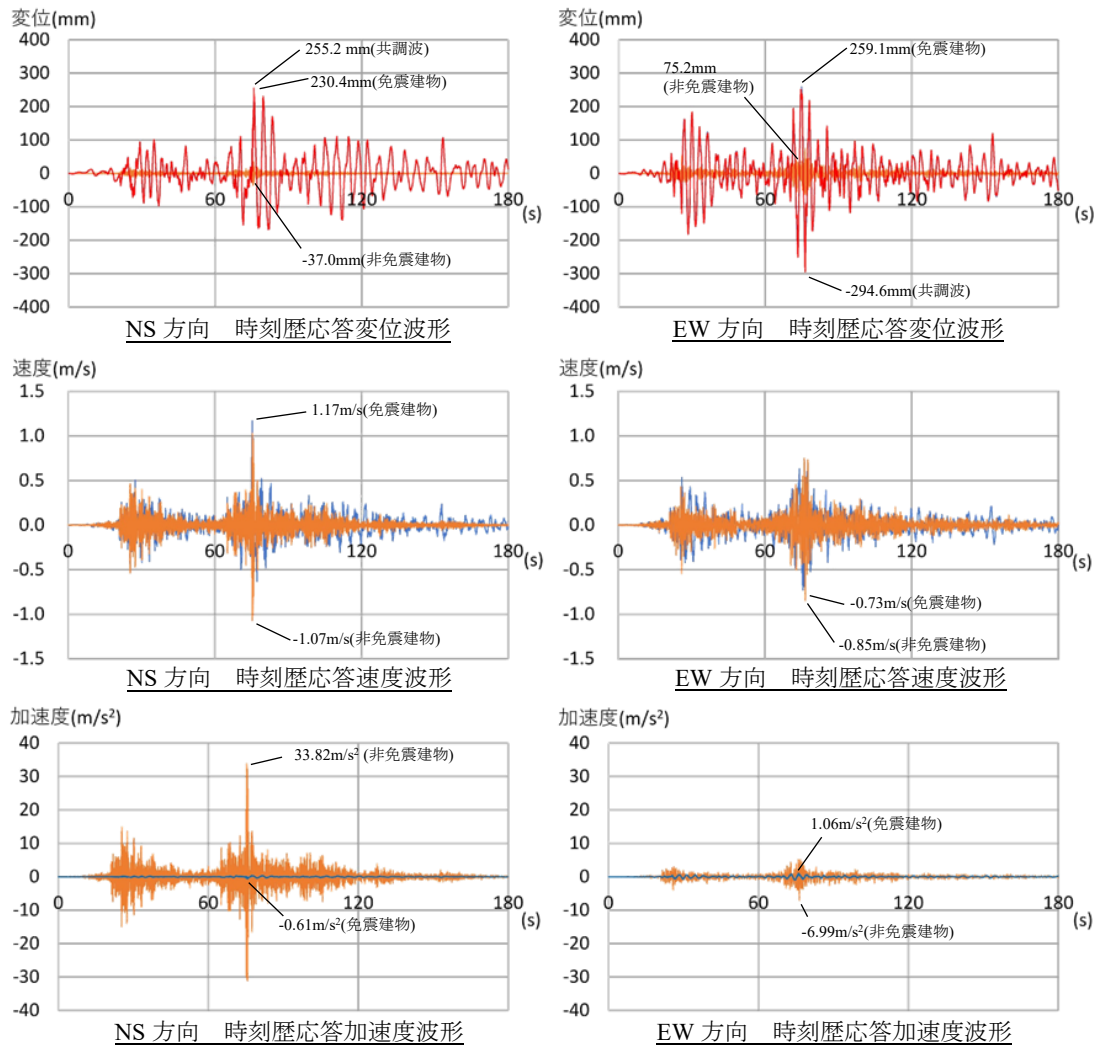 変位(mm)
400
300
200
100
0
-100
-200
-300
-400
0
60
120
180
(s)
255.2 mm(共調波)
230.4mm(免震建物)
-37.0mm(非免震建物)
NS 方向　時刻歴応答変位波形
変位(mm)
400
300
200
100
0
-100
-200
-300
-400
0
60
120
180
(s)
259.1mm(免震建物)
75.2mm
(非免震建物)
-294.6mm(共調波)
EW 方向　時刻歴応答変位波形
速度(m/s)
1.5
1.0
0.5
0.0
-0.5
-1.0
-1.5
0
60
120
180
(s)
1.17m/s(免震建物)
-1.07m/s(非免震建物)
NS 方向　時刻歴応答速度波形
速度(m/s)
1.5
1.0
0.5
0.0
-0.5
-1.0
-1.5
0
60
120
180
(s)
-0.73m/s(免震建物)
-0.85m/s(非免震建物)
EW 方向　時刻歴応答速度波形
加速度(m/s²)
40
30
20
10
0
-10
-20
-30
-40
0
60
120
180
(s)
33.82m/s² (非免震建物)
-0.61m/s²(免震建物)
NS 方向　時刻歴応答加速度波形
加速度(m/s²)
40
30
20
10
0
-10
-20
-30
-40
0
60
120
180
(s)
1.06m/s²(免震建物)
-6.99m/s²(非免震建物)
EW 方向　時刻歴応答加速度波形